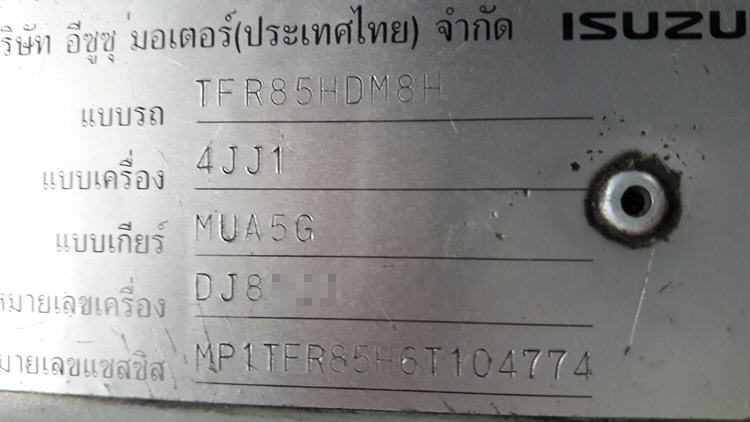 บริษัท อีซูซุ มอเตอร์(ประเทศไทย) จำกัด ISUZU
แบบรถ TFR85HDM8H
แบบเครื่อง 4JJ1
แบบเกียร์ MUA5G
หมายเลขเครื่อง DJ8
หมายเลขแชสซิส MP1TFR85H6T104774